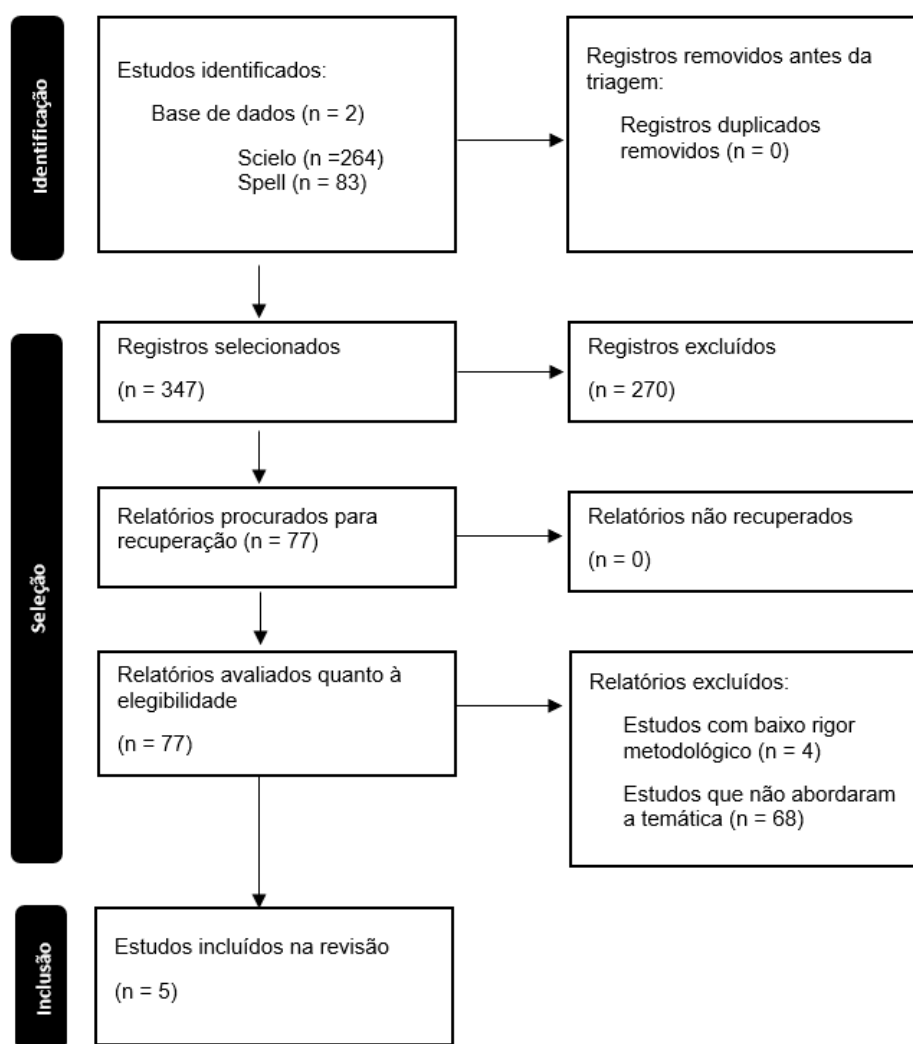 Identificação
Estudos identificados:
Base de dados (n = 2)
Scielo (n =264)
Spell (n = 83)
Registros removidos antes da
triagem:
Registros duplicados
removidos (n = 0)
Seleção
Registros selecionados
(n = 347)
Registros excluídos
(n = 270)
Relatórios procurados para
recuperação (n = 77)
Relatórios não recuperados
(n = 0)
Relatórios avaliados quanto à
elegibilidade
(n = 77)
Relatórios excluídos:
Estudos com baixo rigor
metodológico (n = 4)
Estudos que não abordaram
a temática (n = 68)
Inclusão
Estudos incluídos na revisão
(n = 5)